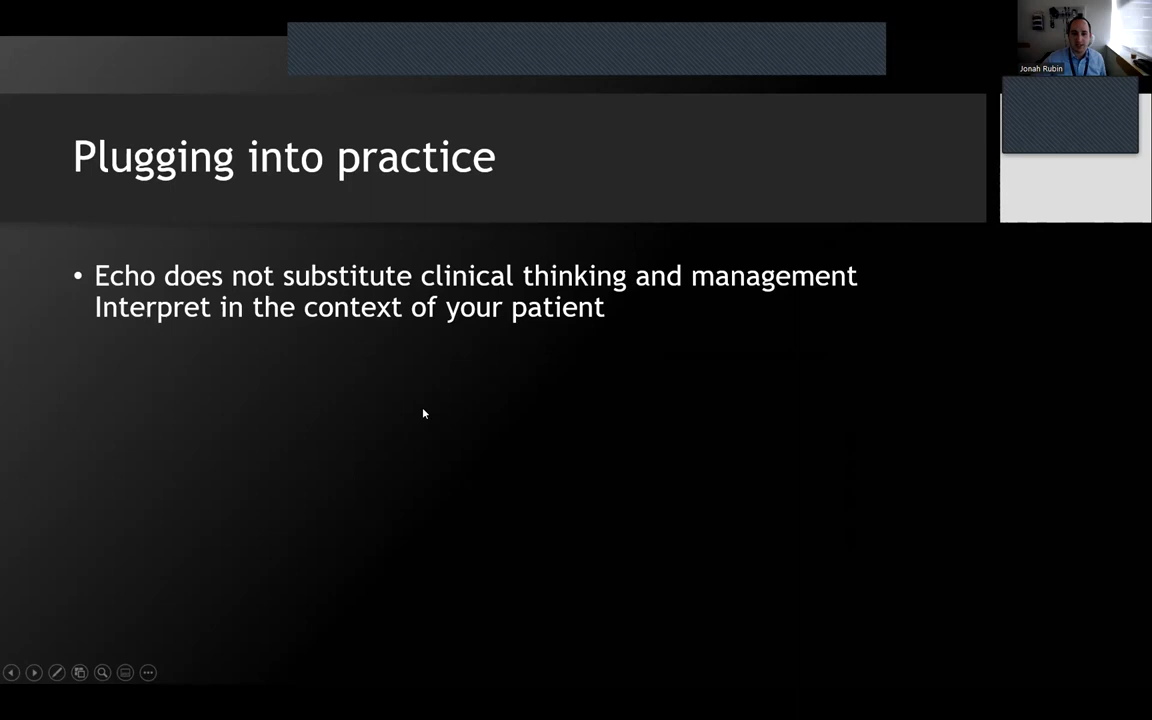 Jonah Rubin
Plugging into practice
• Echo does not substitute clinical thinking and management
Interpret in the context of your patient